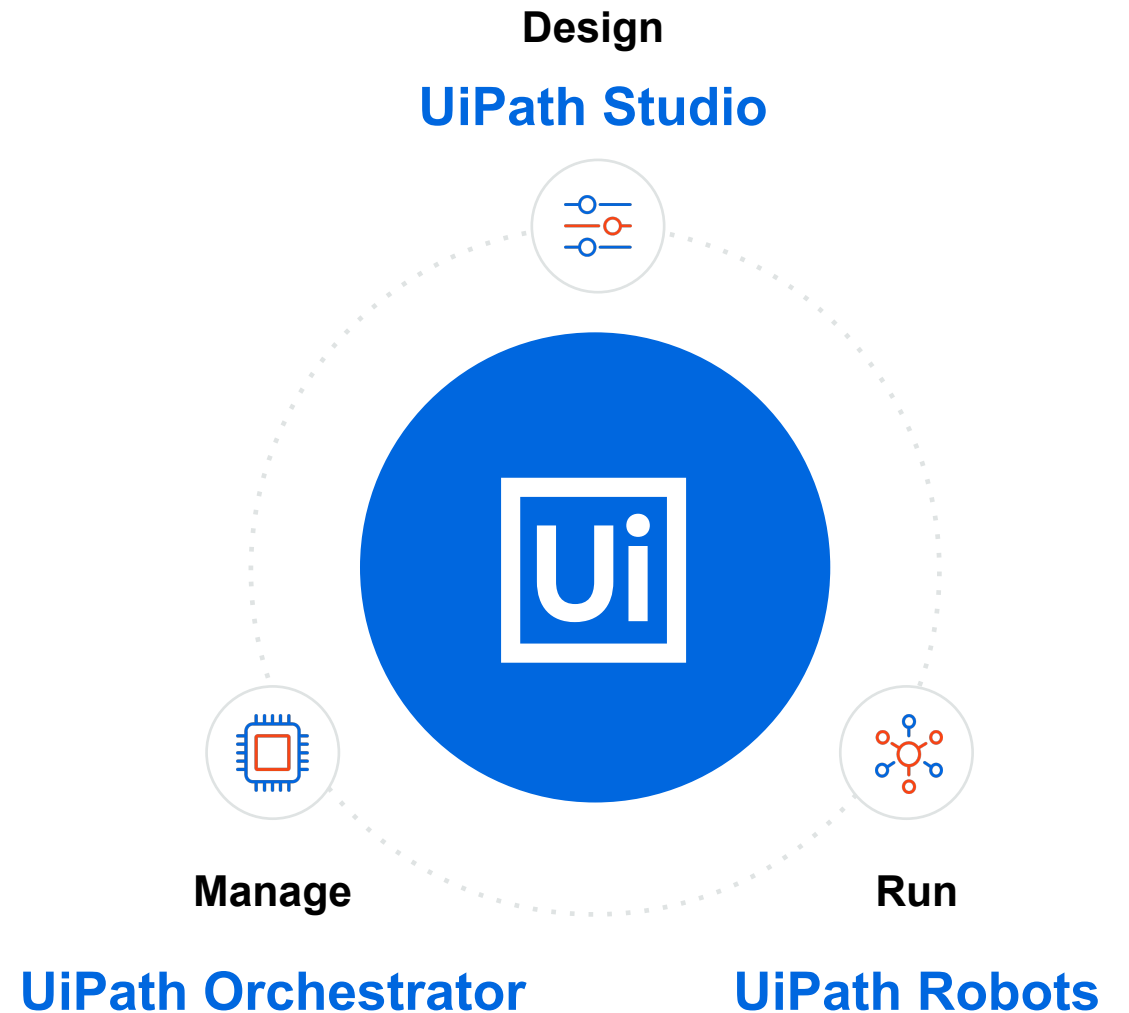 Design
UiPath Studio
Ui
Manage
Run
UiPath Orchestrator
UiPath Robots